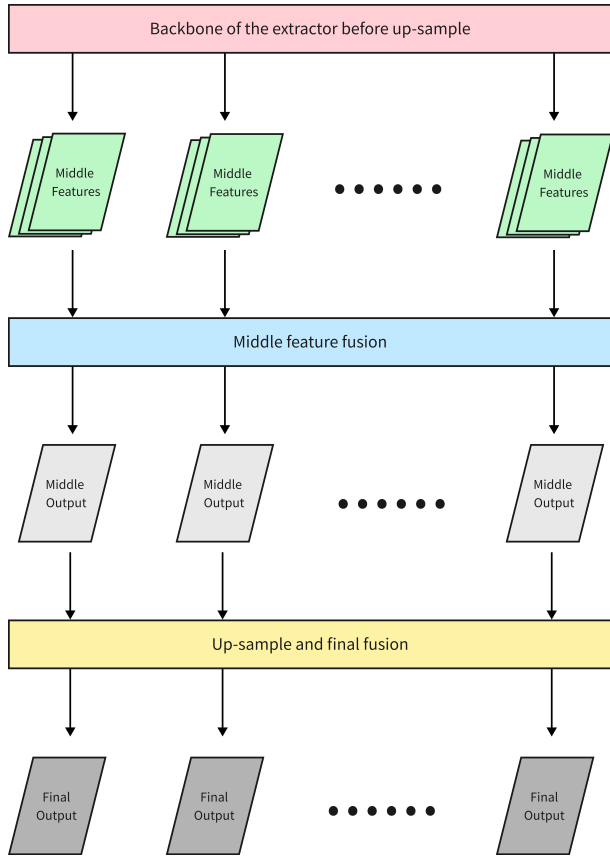 Backbone of the extractor before up-sample
Middle
Features
Middle
Features
Middle
Features
Middle feature fusion
Middle
Output
Middle
Output
Middle
Output
Up-sample and final fusion
Final
Output
Final
Output
Final
Output